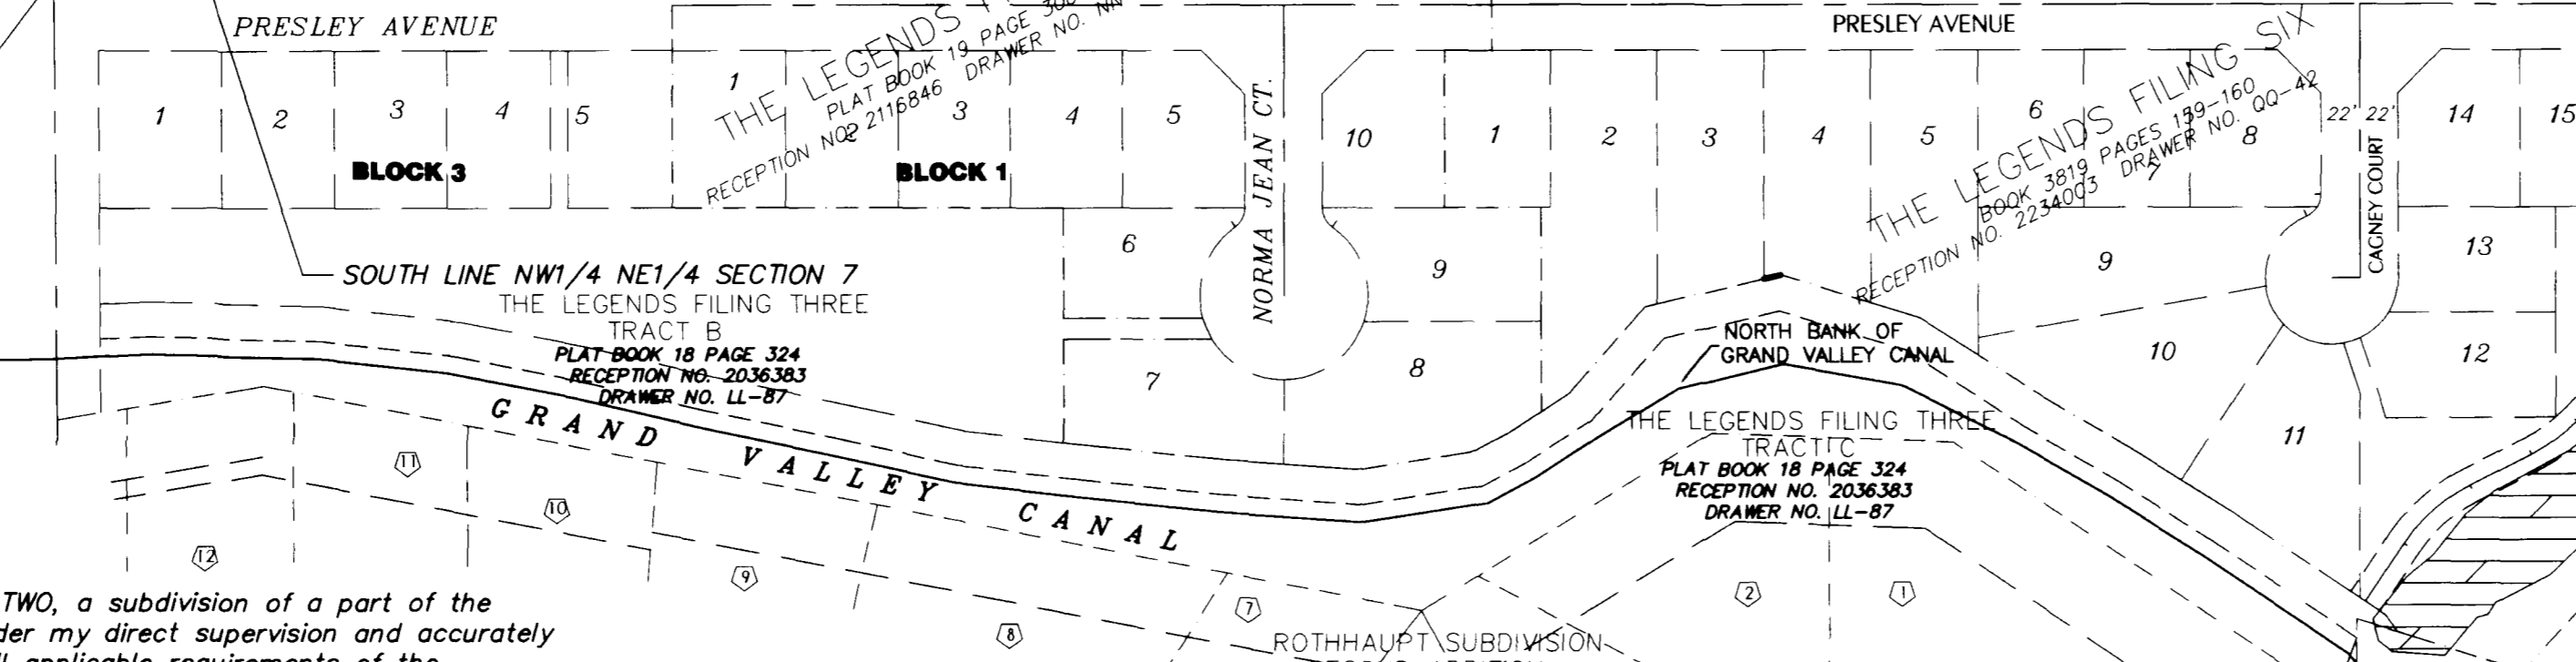 PRESLEY AVENUE
THE LEGENDS
PLAT BOOK 19 PAGE
RECEPTION NO. 2116846 DRAWER NO.
PRESLEY AVENUE
THE LEGENDS FILING SIX
BOOK 3819 PAGES 159-160
RECEPTION NO. 2234003 DRAWER NO. QQ-42
1
2
3
4
5
BLOCK 3
1
2
3
4
5
BLOCK 1
6
7
NORMA JEAN CT.
10
9
8
1
2
3
4
5
6
7
8
9
10
11
22' 22'
CAGNEY COURT
14
15
13
12
SOUTH LINE NW1/4 NE1/4 SECTION 7
THE LEGENDS FILING THREE
TRACT B
PLAT BOOK 18 PAGE 324
RECEPTION NO. 2036383
DRAWER NO. LL-87
NORTH BANK OF
GRAND VALLEY CANAL
THE LEGENDS FILING THREE
TRACT C
PLAT BOOK 18 PAGE 324
RECEPTION NO. 2036383
DRAWER NO. LL-87
GRAND VALLEY CANAL
12
11
10
9
8
7
2
1
TWO, a subdivision of a part of the
der my direct supervision and accurately
applicable requirements of the
ROTHHAUPT SUBDIVISION